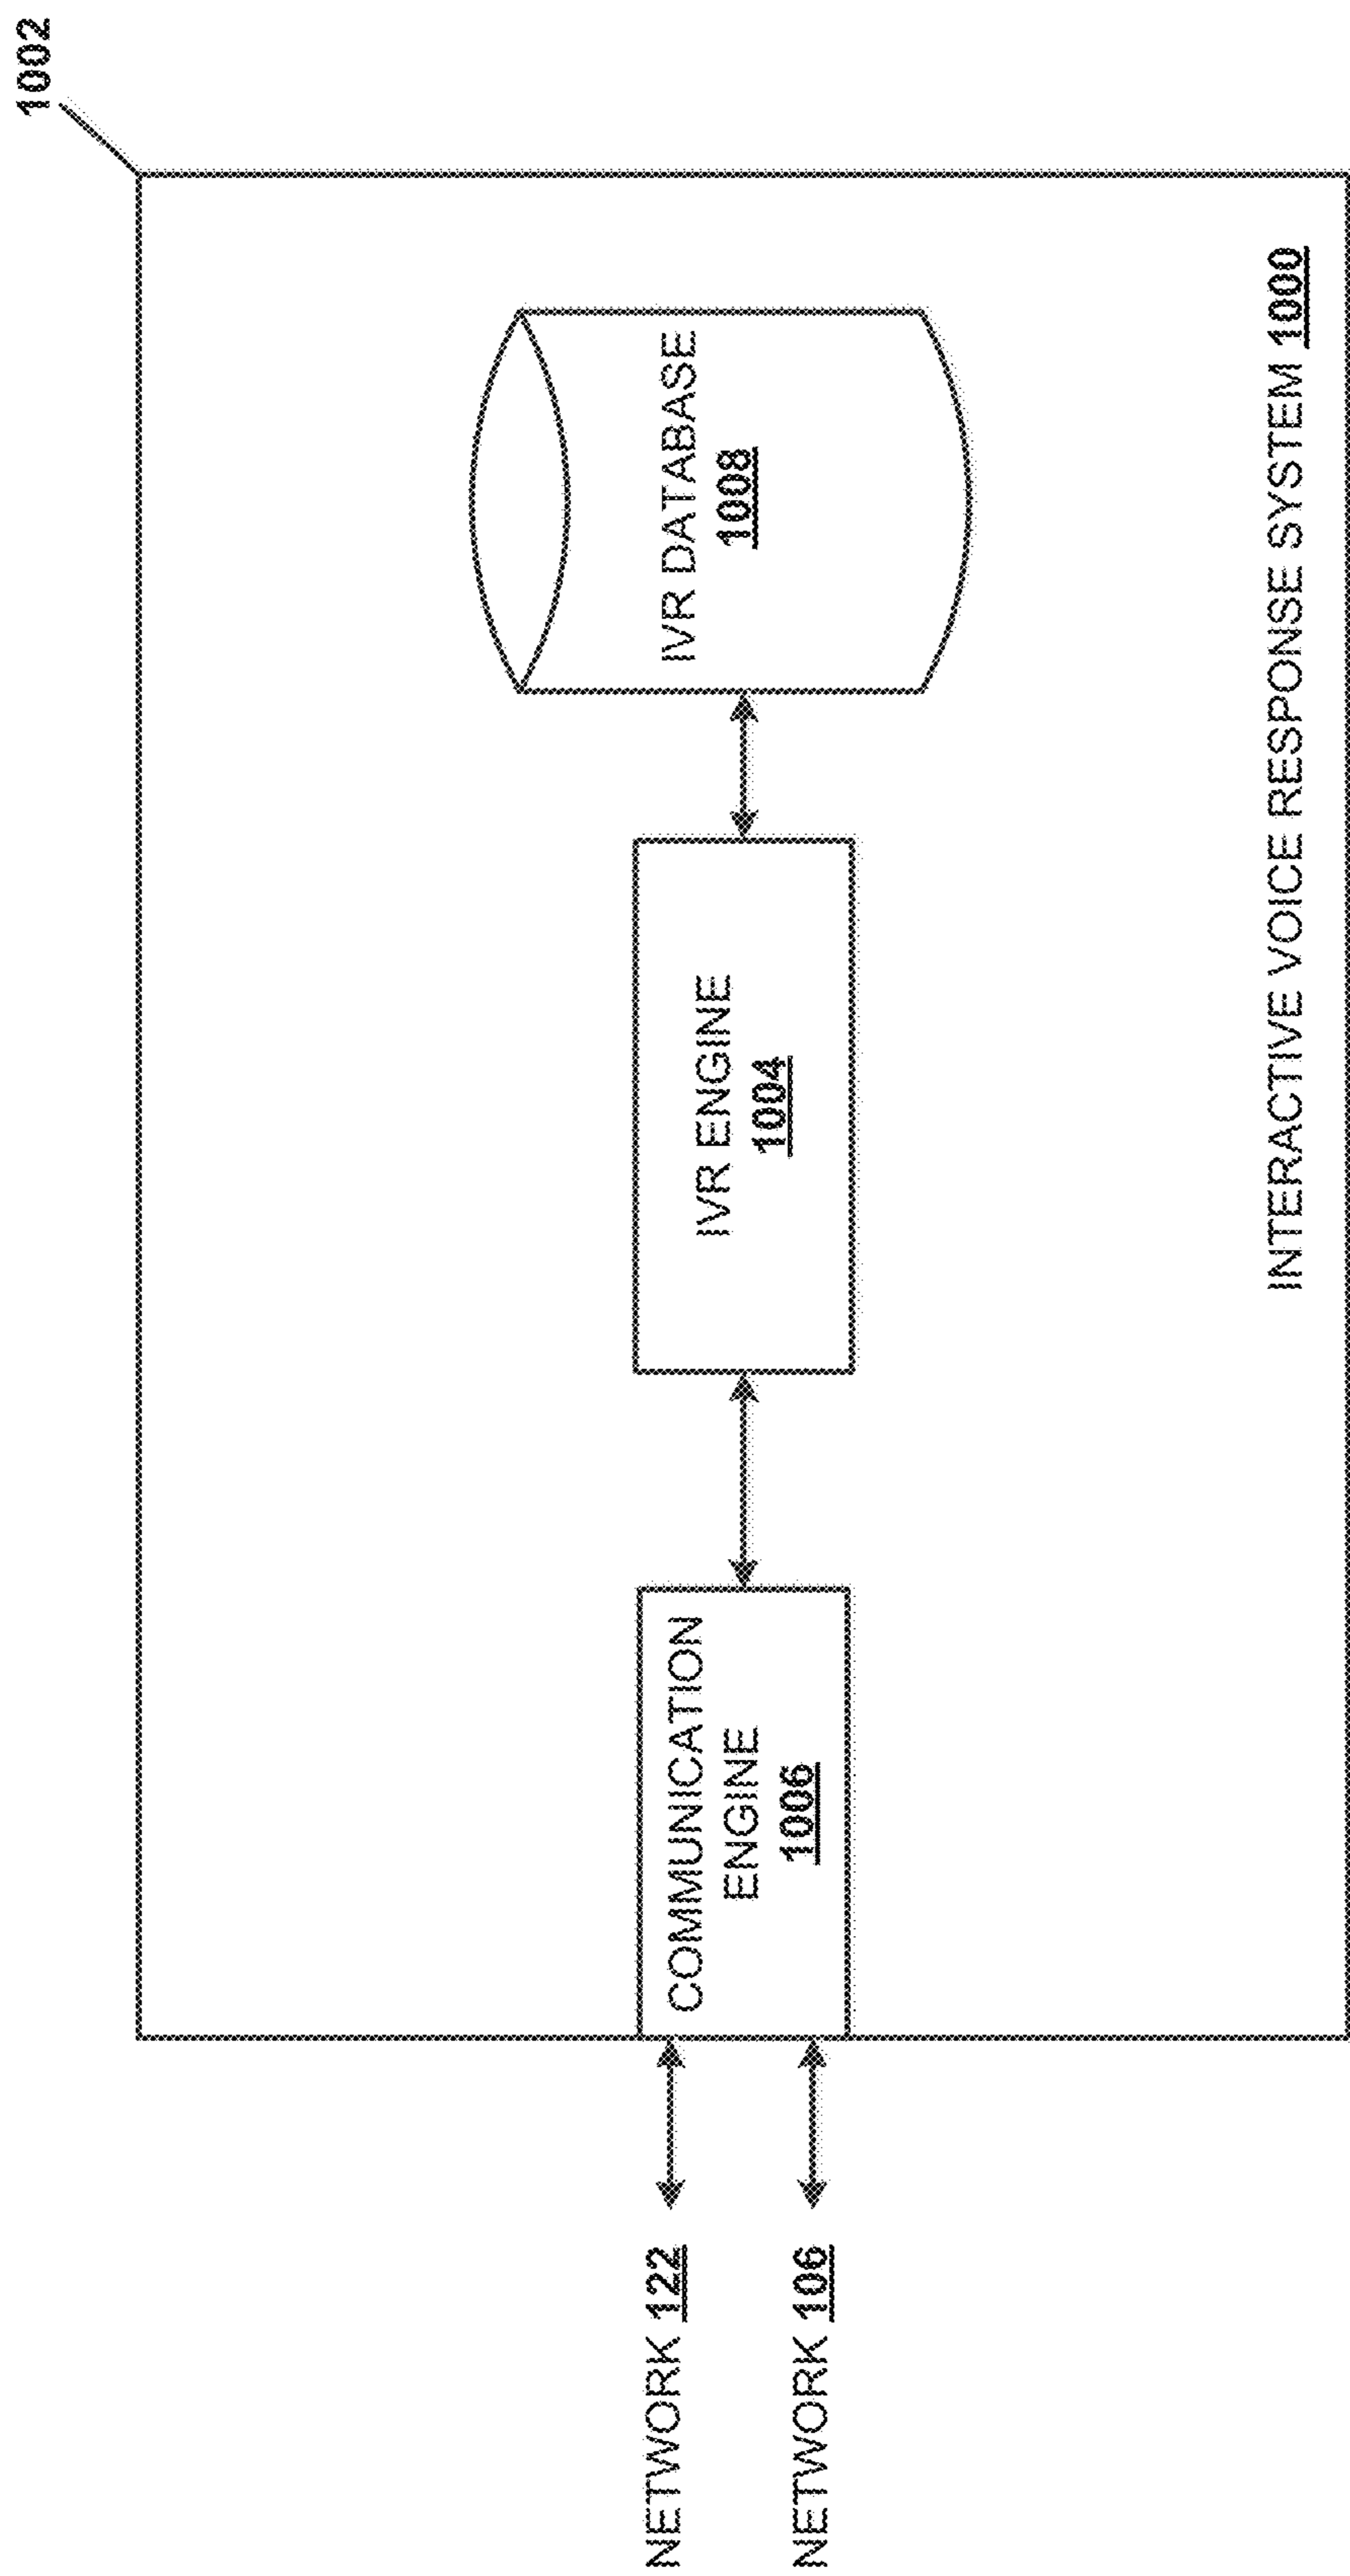 1002
NETWORK 122
NETWORK 106
COMMUNICATION
ENGINE
1006
IVR ENGINE
1004
IVR DATABASE
1008
INTERACTIVE VOICE RESPONSE SYSTEM 1000